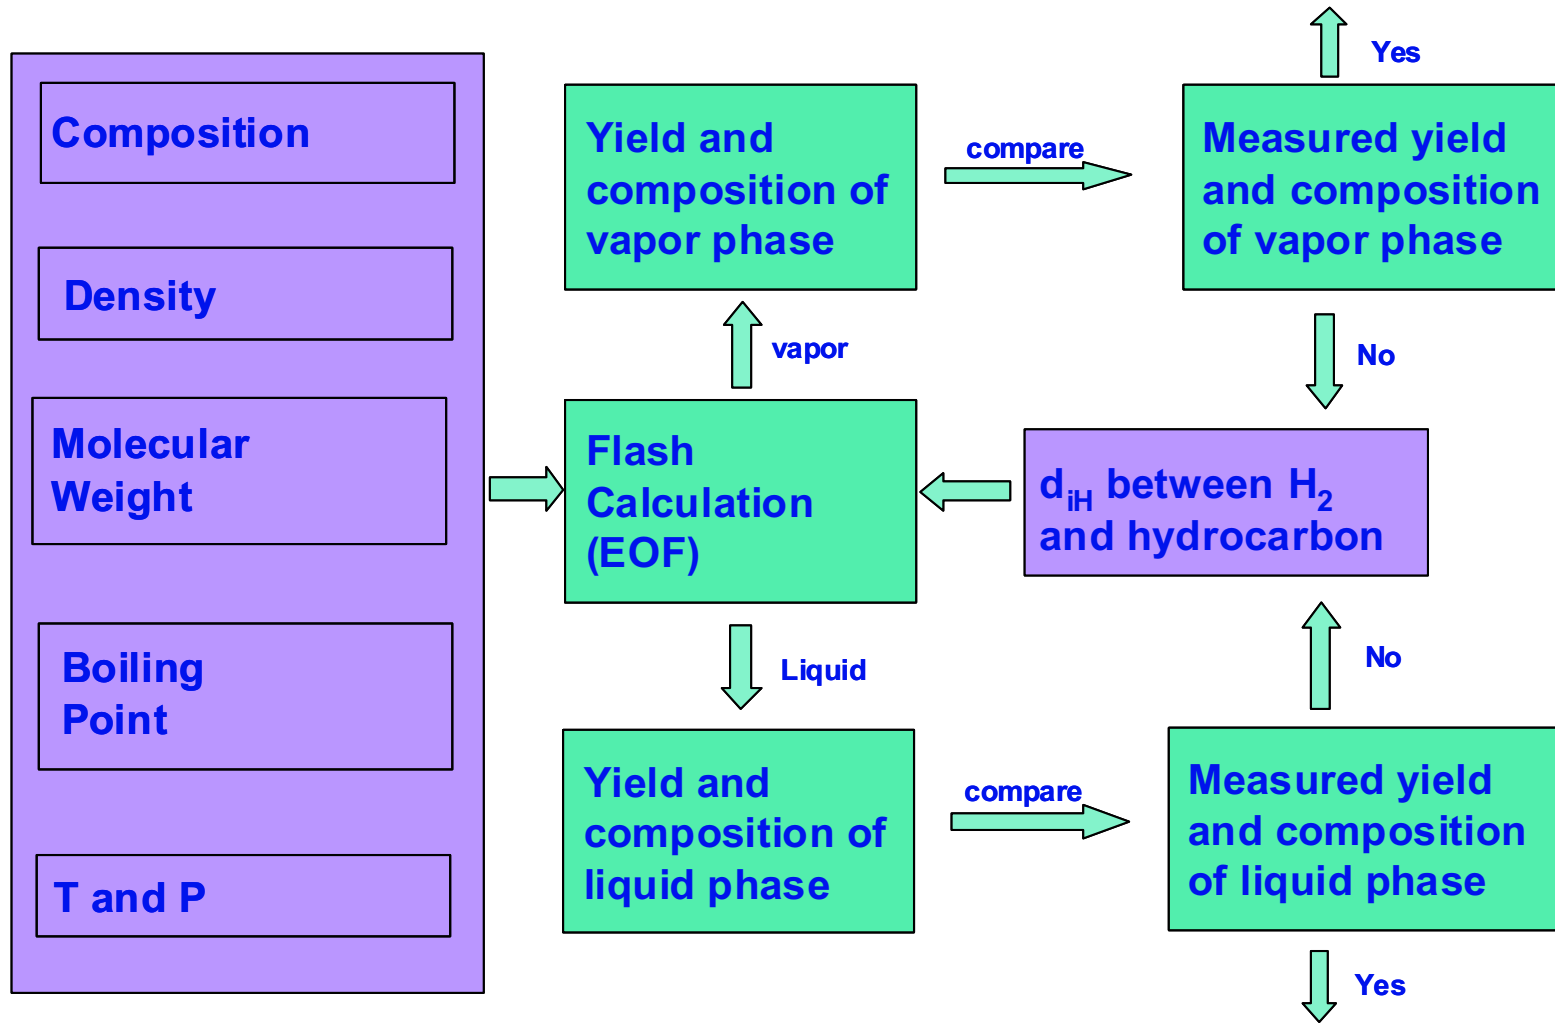 Composition
Density
Molecular
Weight
Boiling
Point
T and P
Yield and
composition of
vapor phase
compare
Yes
Measured yield
and composition
of vapor phase
vapor
No
Flash
Calculation
(EOF)
d_iH between H_2
and hydrocarbon
Liquid
No
Yield and
composition of
liquid phase
compare
Measured yield
and composition
of liquid phase
Yes